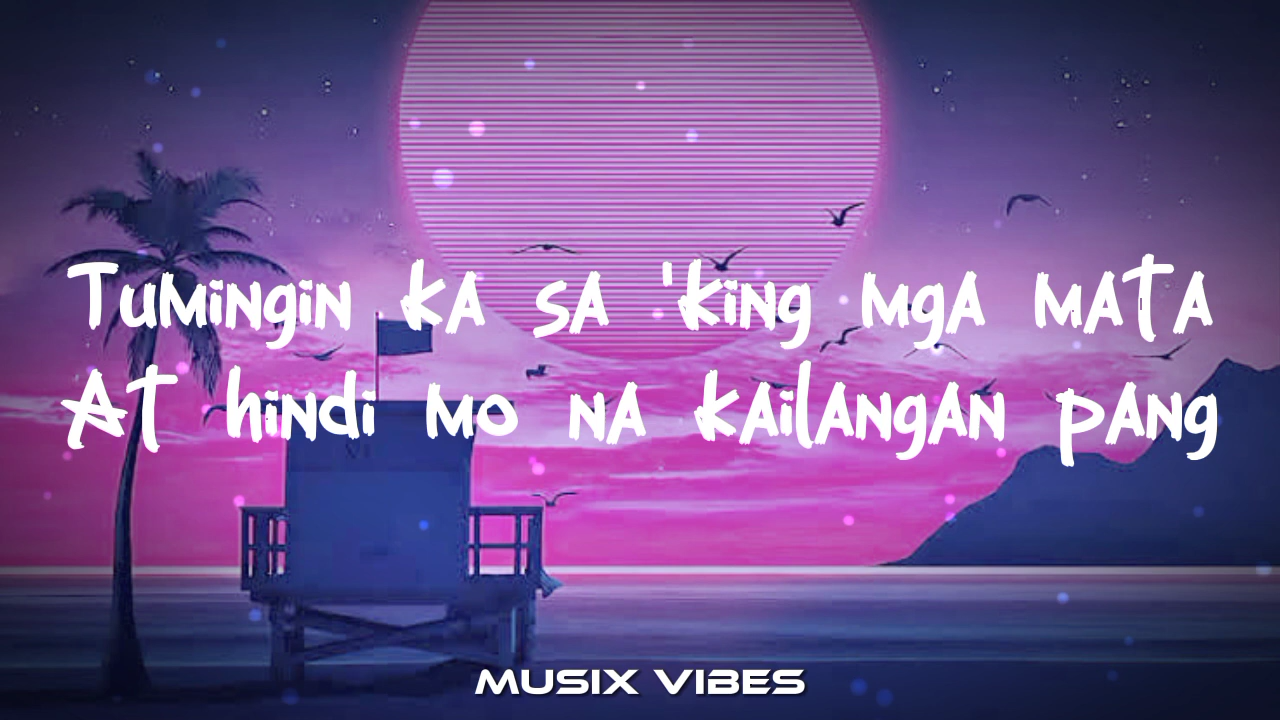 Tumingin ka sa 'king mga mata
At hindi mo na kailangan pang
MUSIX VIBES